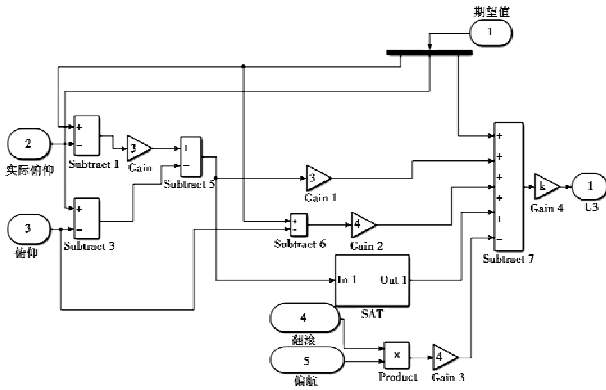 期望值
1
2
实际俯仰
+
−
Subtract 1
3
Gain
+
−
Subtract 5
3
俯仰
+
−
Subtract 3
3
Gain 1
Subtract 6
4
Gain 2
In 1
Out 1
SAT
4
翻滚
5
偏航
×
Product
4
Gain 3
+
+
+
+
−
Subtract 7
k
Gain 4
1
U3